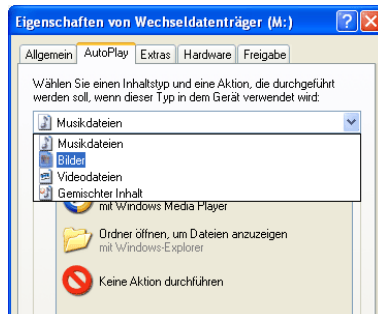 Eigenschaften von Wechseldatenträger (M:)
Allgemein AutoPlay Extras Hardware Freigabe
Wählen Sie einen Inhaltstyp und eine Aktion, die durchgeführt
werden soll, wenn dieser Typ in dem Gerät verwendet wird:
Musikdateien
Musikdateien
Bilder
Videodateien
Gemischter Inhalt
mit Windows Media Player
Ordner öffnen, um Dateien anzuzeigen
mit Windows-Explorer
Keine Aktion durchführen